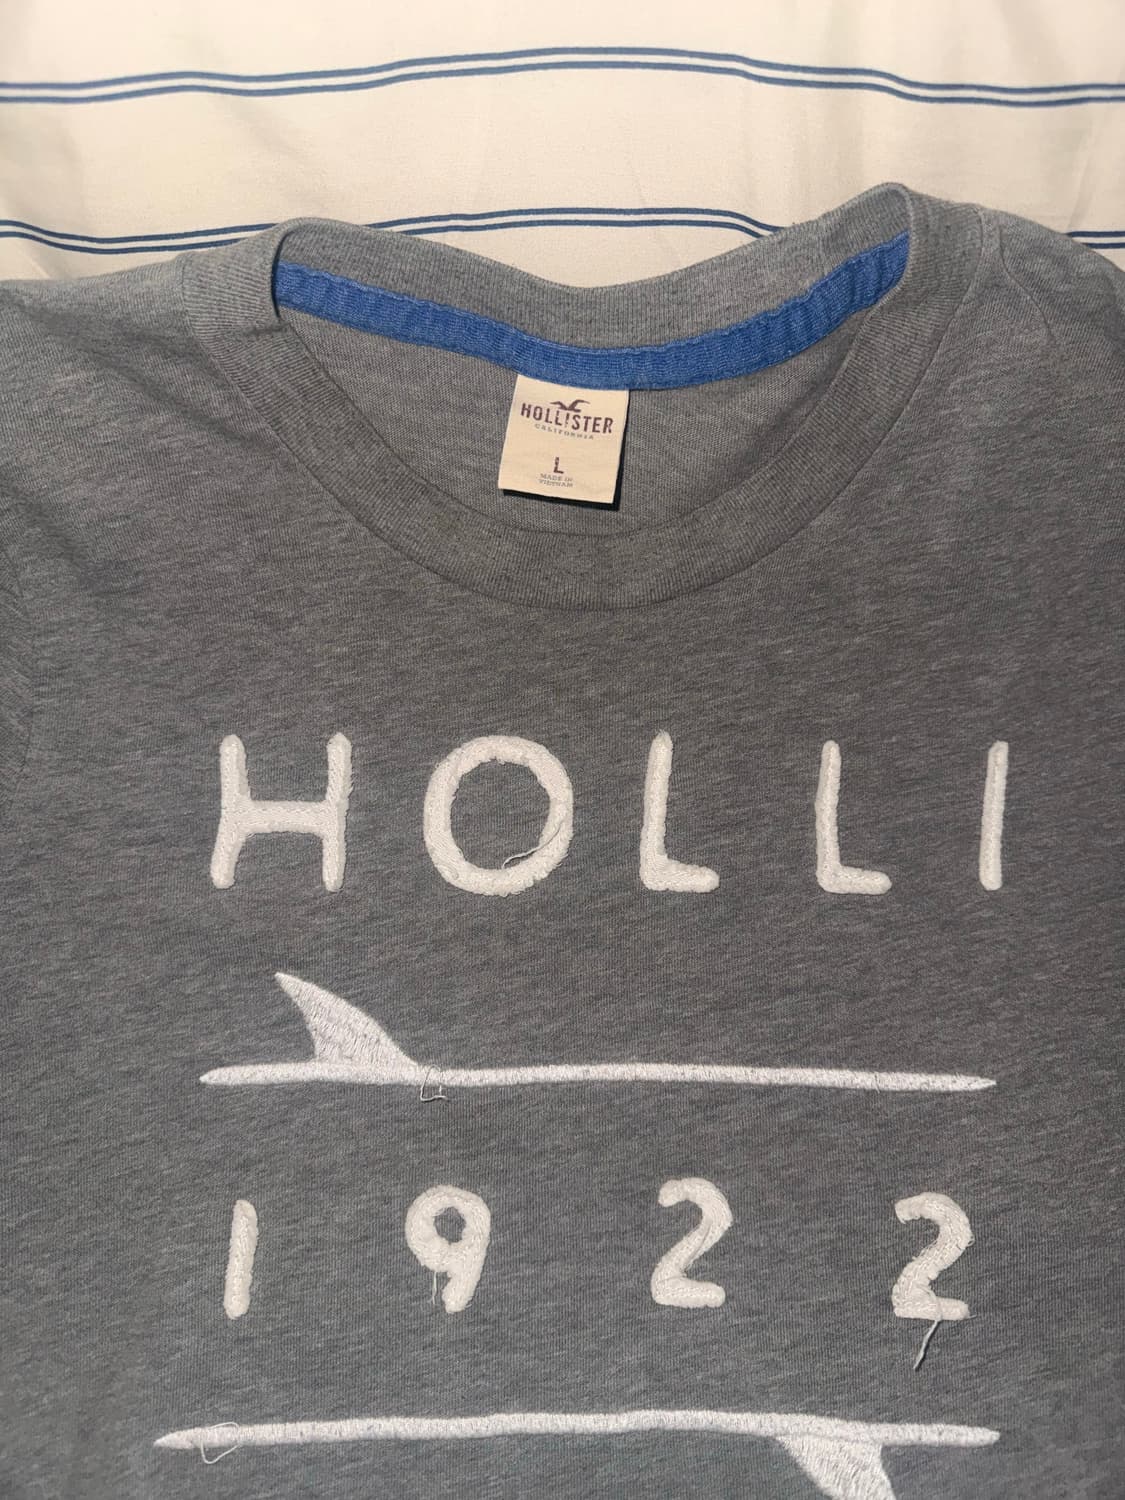 HOLLISTER
CALIFORNIA
L
MADE IN
VIETNAM
HOLLI
1922